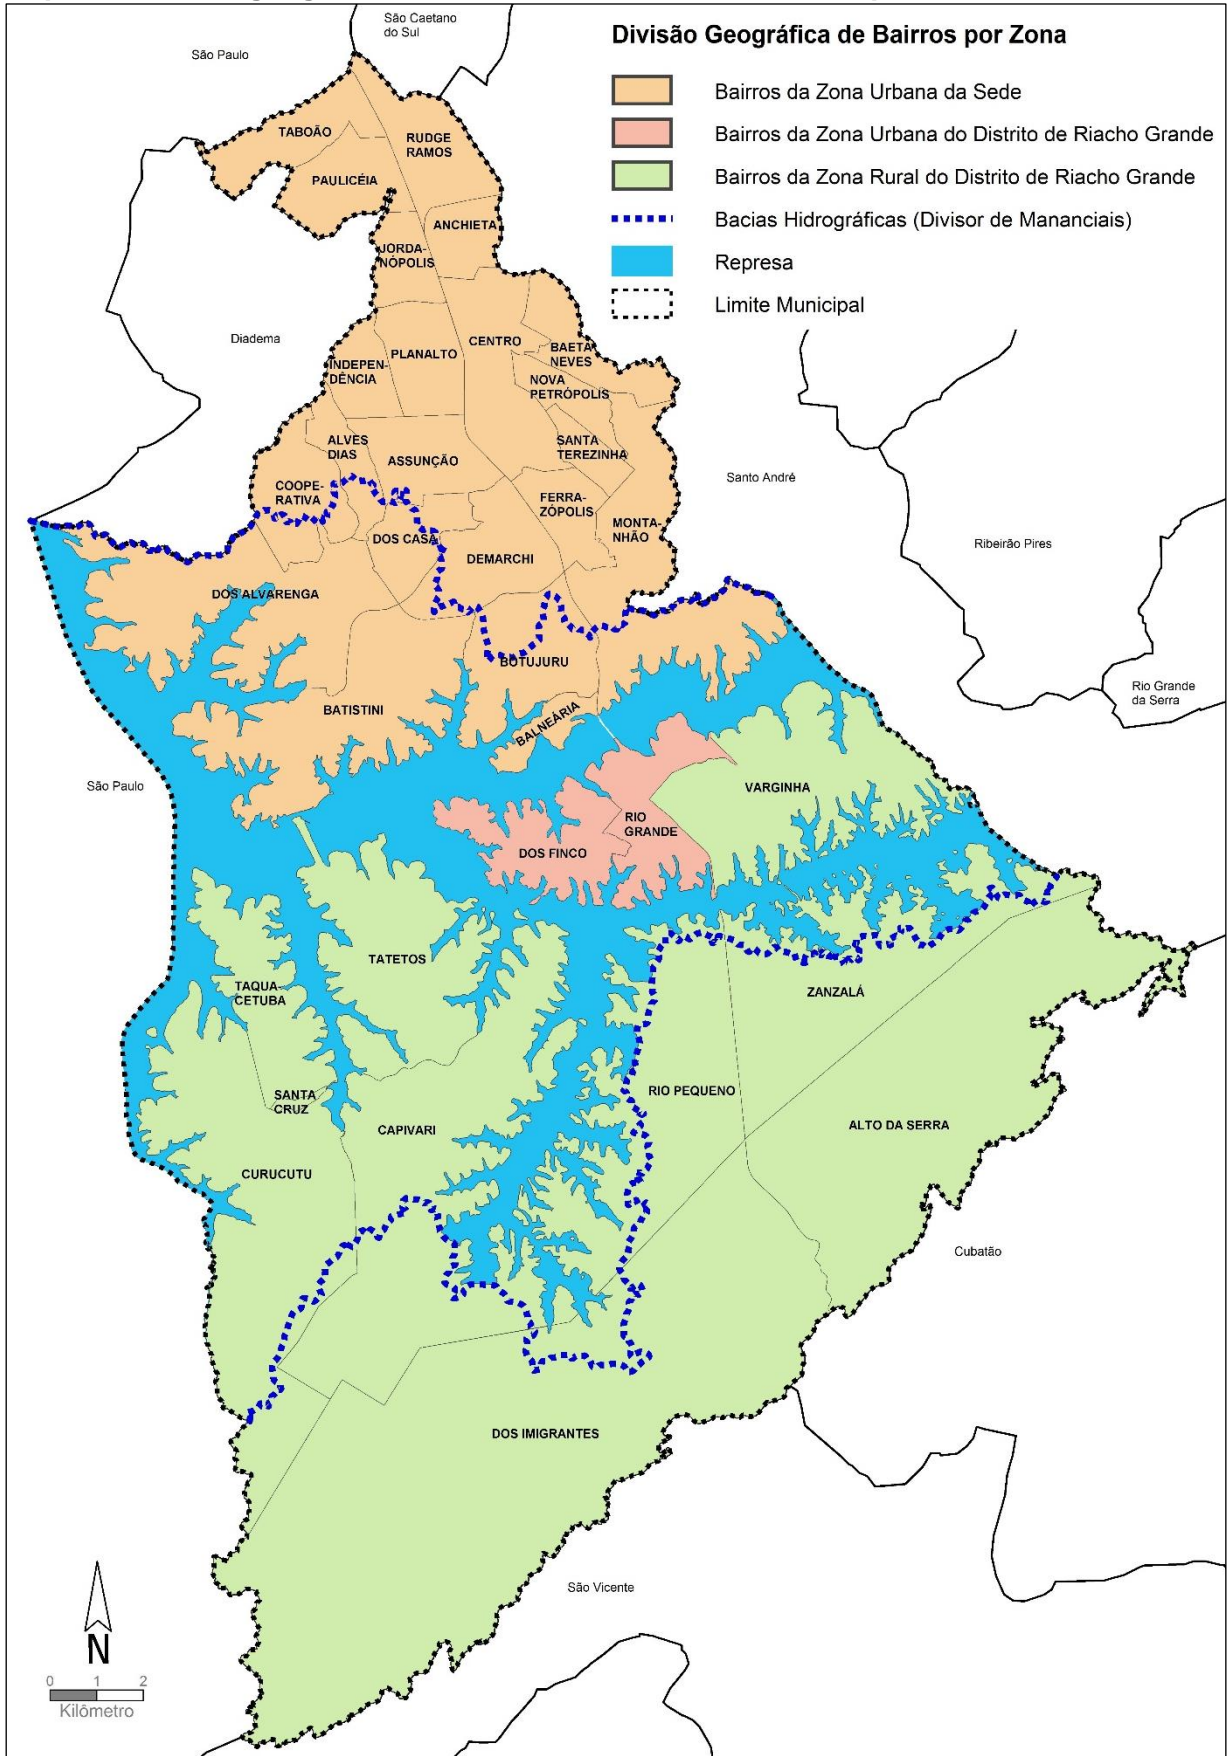 São Caetano
do Sul
São Paulo
Divisão Geográfica de Bairros por Zona
Bairros da Zona Urbana da Sede
Bairros da Zona Urbana do Distrito de Riacho Grande
Bairros da Zona Rural do Distrito de Riacho Grande
Bacias Hidrográficas (Divisor de Mananciais)
Represa
Limite Municipal
TABOÃO
RUDGE
RAMOS
PAULICÉIA
ANCHIETA
JORDA-
NÓPOLIS
Diadema
CENTRO
PLANALTO
BAETA
NEVES
INDEPEN-
DÊNCIA
NOVA
PETRÓPOLIS
ALVES
DIAS
SANTA
TEREZINHA
ASSUNÇÃO
Santo André
COOPE-
RATIVA
FERRA-
ZÓPOLIS
MONTA-
NHÃO
DOS CASA
Ribeirão Pires
DEMARCHI
DOS ALVARENGA
BOTUJURU
Rio Grande
da Serra
BATISTINI
BALNEÁRIA
São Paulo
VARGINHA
RIO
GRANDE
DOS FINCO
TATETOS
TAQUA-
CETUBA
ZANZALÁ
SANTA
CRUZ
RIO PEQUENO
CAPIVARI
ALTO DA SERRA
CURUCUTU
Cubatão
DOS IMIGRANTES
São Vicente
N
0 1 2
Kilômetro